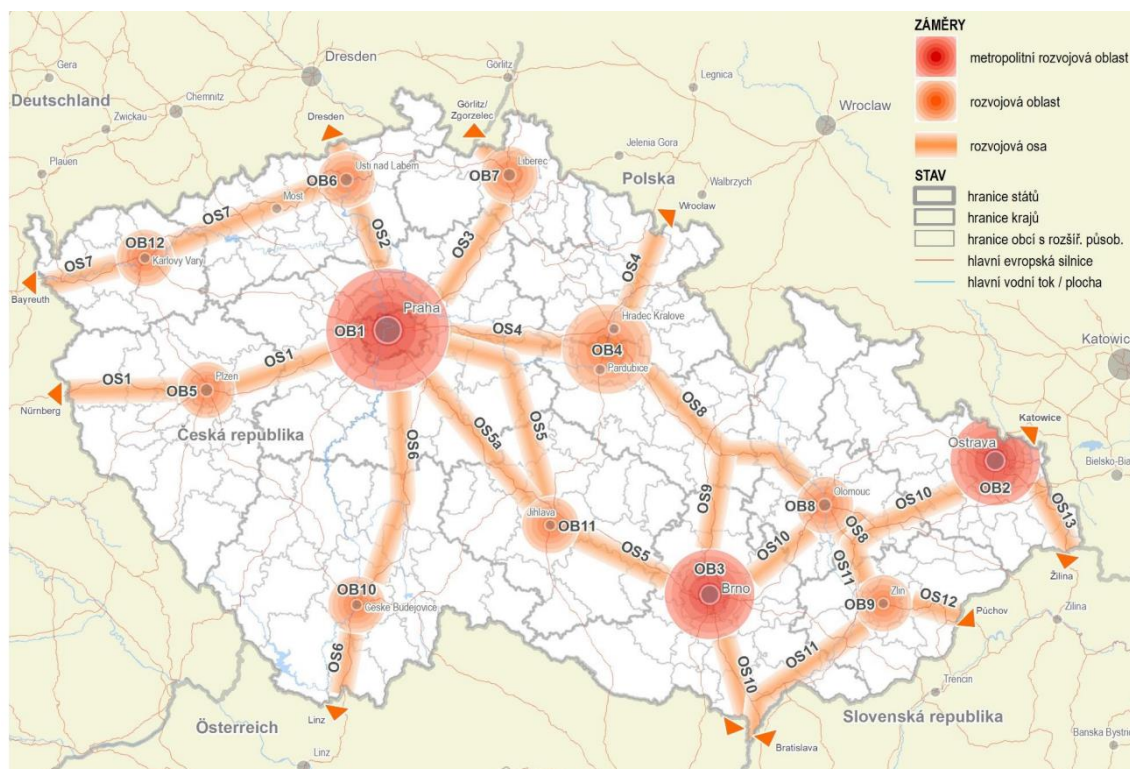 Gera
Dresden
Görlitz
Legnica
Deutschland
Chemnitz
Zwickau
Plauen
Dresden
Görlitz/
Zgorzelec
Wroclaw
Jelenia Gora
Walbrzych
Polska
Wroclaw
Ústí nad Labem
OB6
Liberec
OB7
Most
OS7
OS2
OS3
OS4
OB12
Karlovy Vary
OS7
Bayreuth
Praha
OB1
OS4
Hradec Kralove
OB4
Pardubice
OS1
Plzen
OB5
OS1
Nürnberg
Česká republika
OS6
OS5a
OS5
OS8
OS9
Katowice
Katowice
Ostrava
OB2
Bielsko-Bia
OS13
Olomouc
OB8
OS10
OS8
OS10
OS11
Jihlava
OB11
OS5
OB3
Brno
OB10
Ceske Budejovice
OS6
Zlin
OB9
OS12
Púchov
Žilina
Zilina
OS11
OS10
Trencin
Slovenská republika
Österreich
Linz
Linz
Bratislava
Banska Bystric
ZÁMĚRY
metropolitní rozvojová oblast
rozvojová oblast
rozvojová osa
STAV
hranice států
hranice krajů
hranice obcí s rozšíř. působ.
hlavní evropská silnice
hlavní vodní tok / plocha